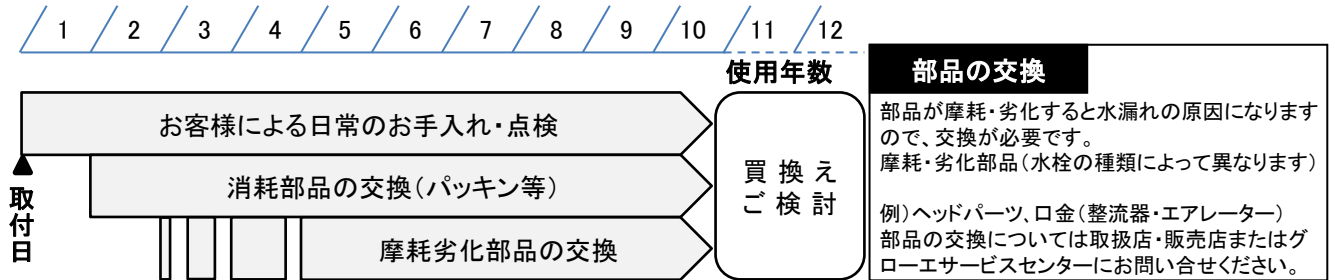 1 2 3 4 5 6 7 8 9 10 11 12
使用年数
お客様による日常のお手入れ・点検
消耗部品の交換(パッキン等)
摩耗劣化部品の交換
取付日
買換え
ご検討
部品の交換
部品が摩耗・劣化すると水漏れの原因になります
ので、交換が必要です。
摩耗・劣化部品(水栓の種類によって異なります)
例)ヘッドパーツ、口金(整流器・エアレーター)
部品の交換については取扱店・販売店またはグ
ローエサービスセンターにお問い合せください。